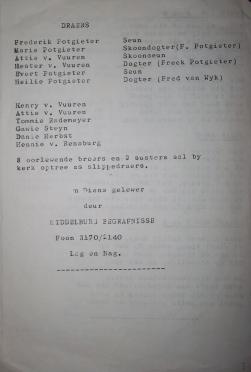 DRAERS
Frederik Potgieter Seun
Marie Potgieter Skoondogter(F. Potgieter)
Attie v. Vuuren Skoonseun
Hester v. Vuuren Dogter (Freek Potgieter)
Evert Potgieter Seun
Heilie Potgieter Dogter (Fred van Wyk)
Henry v. Vuuren
Attie v. Vuuren
Tommie Rademeyer
Gawie Steyn
Danie Herbst
Hennie v. Rensburg
8 oorlewende broers en 2 susters sal by
kerk optree as slippedraers.
n Diens gelewer
deur
MIDDELBURG BEGRAFNISSE
Foon 3170/2140
Dag en Nag.